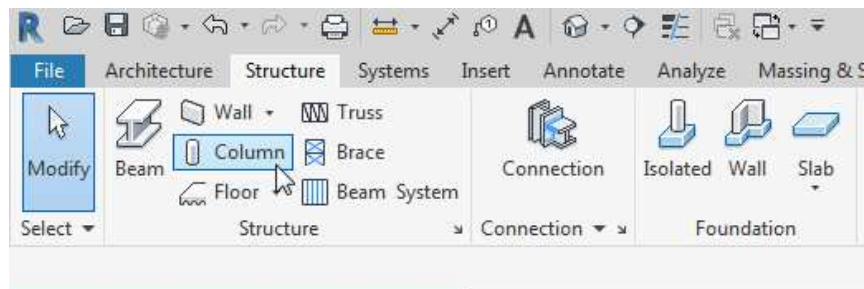 File Architecture Structure Systems Insert Annotate Analyze Massing &
Modify
Select
Beam
Wall
Column
Floor
Truss
Brace
Beam System
Structure
Connection
Connection
Isolated
Wall
Slab
Foundation